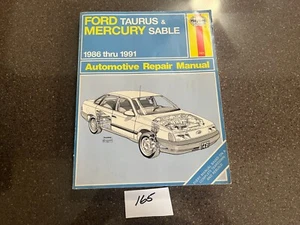 FORD TAURUS &
MERCURY SABLE
1986 thru 1991
Automotive Repair Manual
165